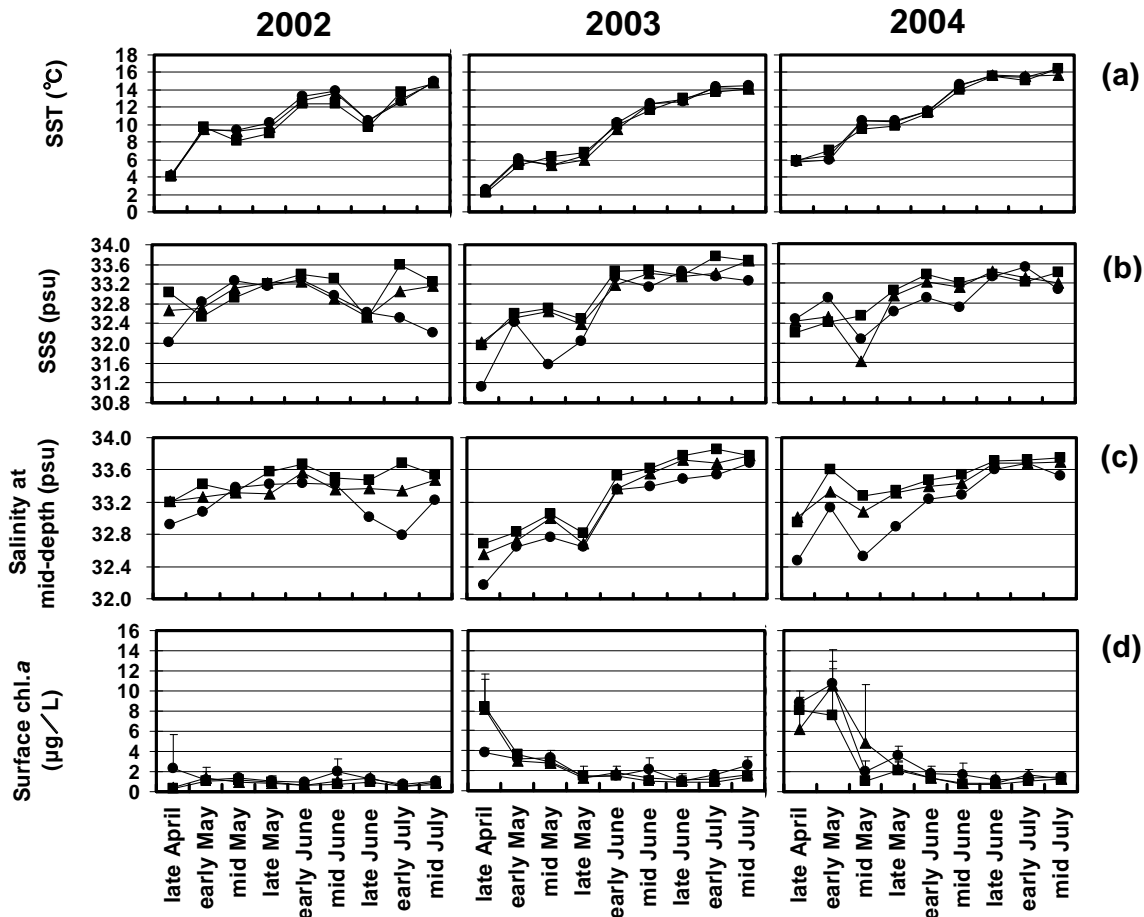 2002 2003 2004
(a)
SST (℃)
18
16
14
12
10
8
6
4
2
0
(b)
SSS (psu)
34.0
33.6
33.2
32.8
32.4
32.0
31.6
31.2
30.8
(c)
Salinity at
mid-depth (psu)
34.0
33.6
33.2
32.8
32.4
32.0
(d)
Surface chl.a
(μg／L)
16
14
12
10
8
6
4
2
0
late April
early May
mid May
late May
early June
mid June
late June
early July
mid July
late April
early May
mid May
late May
early June
mid June
late June
early July
mid July
late April
early May
mid May
late May
early June
mid June
late June
early July
mid July